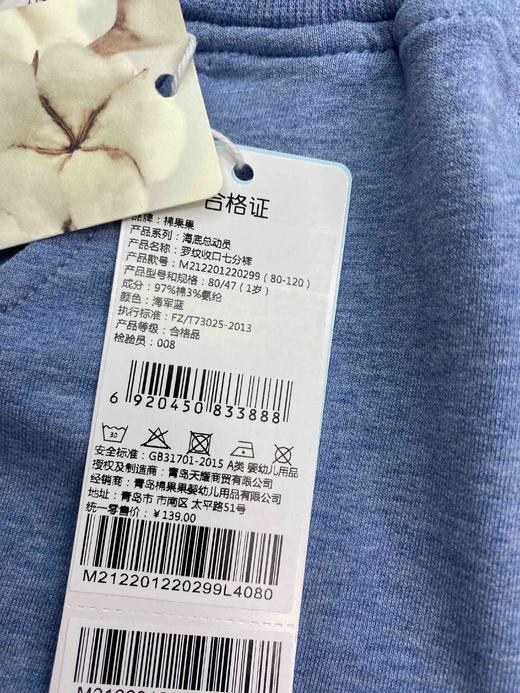 合格证
品牌：棉果果
产品系列：海底总动员
产品名：罗纹收口七分裤
产品款号：M212201220299（80-120）
产品型号和规格：80/47（1岁）
成分：97%棉3%氨纶
颜色：海军蓝
执行标准：FZ/T73025-2013
产品等级：合格品
检验员：008
6 920450 833888
30
安全标准：GB31701-2015 A类 婴幼儿用品
授权及制造商：青岛天耀商贸有限公司
经销商：青岛棉果果婴幼儿用品有限公司
地址：青岛市 市南区 太平路51号
统一零售价：￥139.00
M212201220299L4080